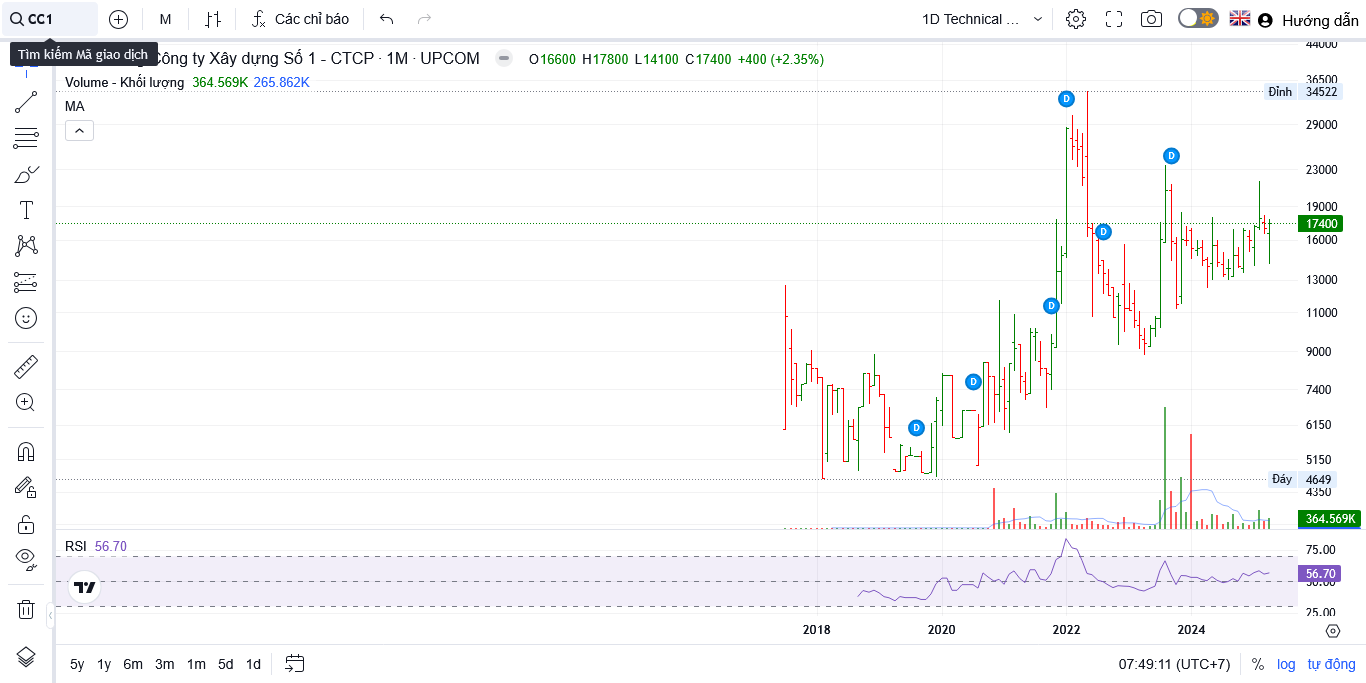 CC1
M
Các chỉ báo
1D Technical ...
Hướng dẫn
Tìm kiếm Mã giao dịch
Công ty Xây dựng Số 1 - CTCP · 1M · UPCOM
O16600 H17800 L14100 C17400 +400 (+2.35%)
Volume - Khối lượng 364.569K 265.862K
MA
44000
36500
Đỉnh 34522
29000
23000
19000
17400
16000
13000
11000
9000
7400
6150
5150
Đáy 4649
4350
364.569K
D
D
D
D
D
D
RSI 56.70
75.00
56.70
50.00
25.00
2018
2020
2022
2024
5y 1y 6m 3m 1m 5d 1d
07:49:11 (UTC+7)
% log tự động